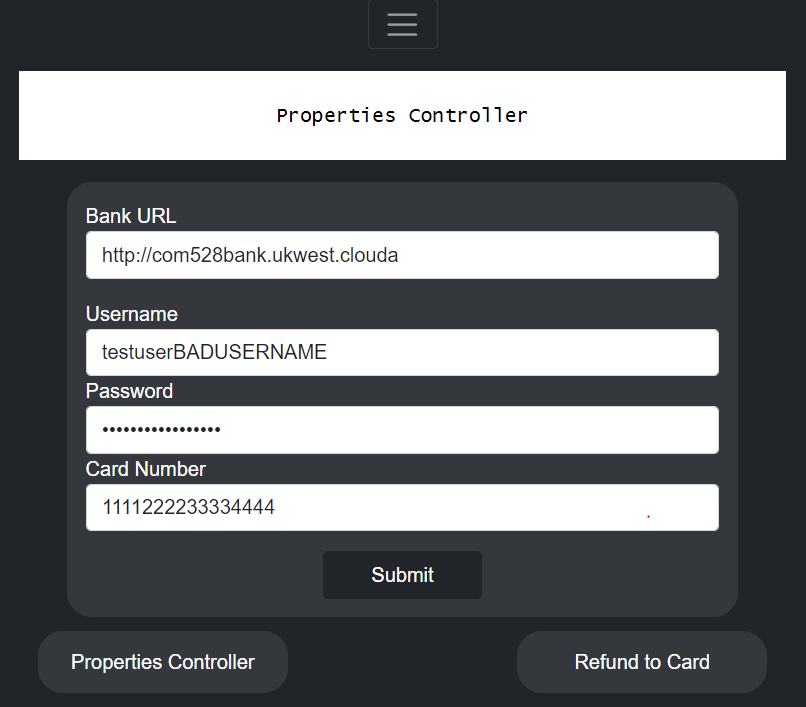 Properties Controller
Bank URL
http://com528bank.ukwest.clouda
Username
testuserBADUSERNAME
Password
•••••••••••••••••
Card Number
1111222233334444
Submit
Properties Controller
Refund to Card